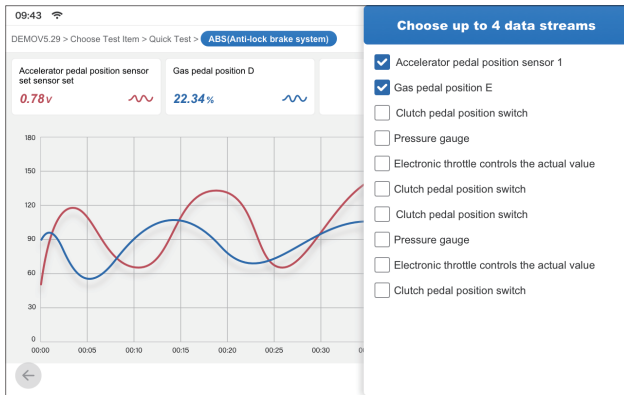 09:43
DEMOV5.29 > Choose Test Item > Quick Test > ABS(Anti-lock brake system)
Accelerator pedal position sensor
set sensor set
0.78v
Gas pedal position D
22.34%
180
150
120
90
60
30
0
00:00 00:05 00:10 00:15 00:20 00:25 00:30
Choose up to 4 data streams
Accelerator pedal position sensor 1
Gas pedal position E
Clutch pedal position switch
Pressure gauge
Electronic throttle controls the actual value
Clutch pedal position switch
Clutch pedal position switch
Pressure gauge
Electronic throttle controls the actual value
Clutch pedal position switch